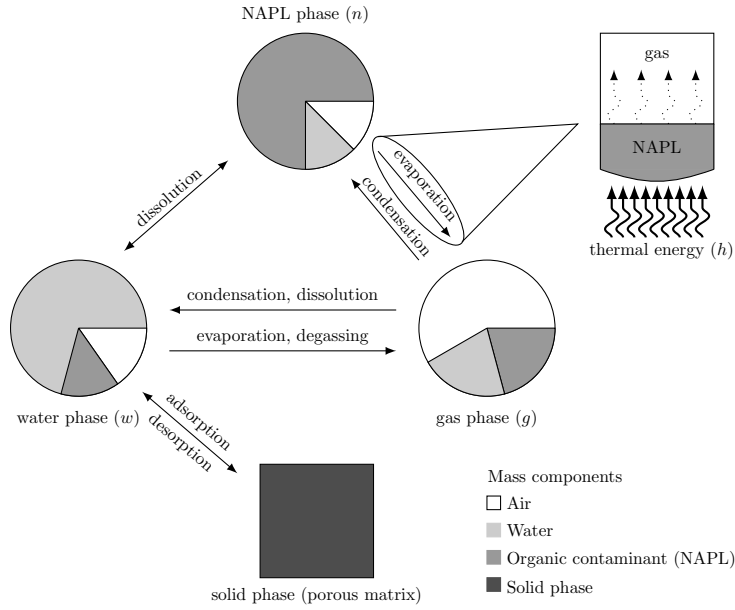 NAPL phase (n)
gas
NAPL
thermal energy (h)
evaporation
condensation
dissolution
condensation, dissolution
evaporation, degassing
water phase (w)
gas phase (g)
adsorption
desorption
solid phase (porous matrix)
Mass components
Air
Water
Organic contaminant (NAPL)
Solid phase